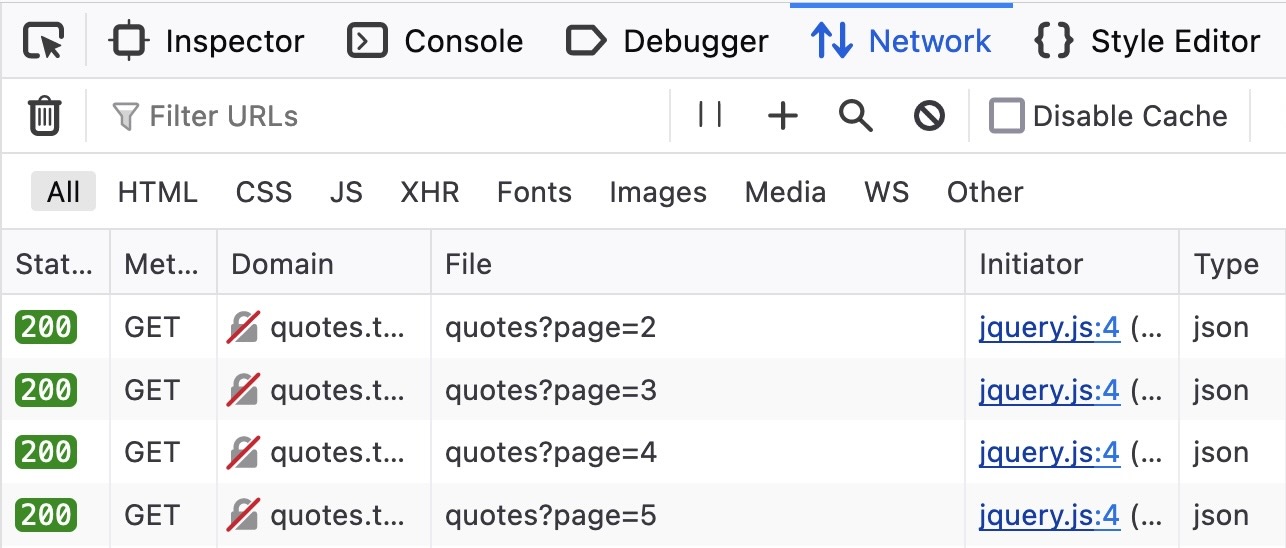 Inspector Console Debugger Network Style Editor
Filter URLs Disable Cache
All HTML CSS JS XHR Fonts Images Media WS Other
Stat... Met... Domain File Initiator Type
200 GET quotes.t... quotes?page=2 jquery.js:4 (... json
200 GET quotes.t... quotes?page=3 jquery.js:4 (... json
200 GET quotes.t... quotes?page=4 jquery.js:4 (... json
200 GET quotes.t... quotes?page=5 jquery.js:4 (... json